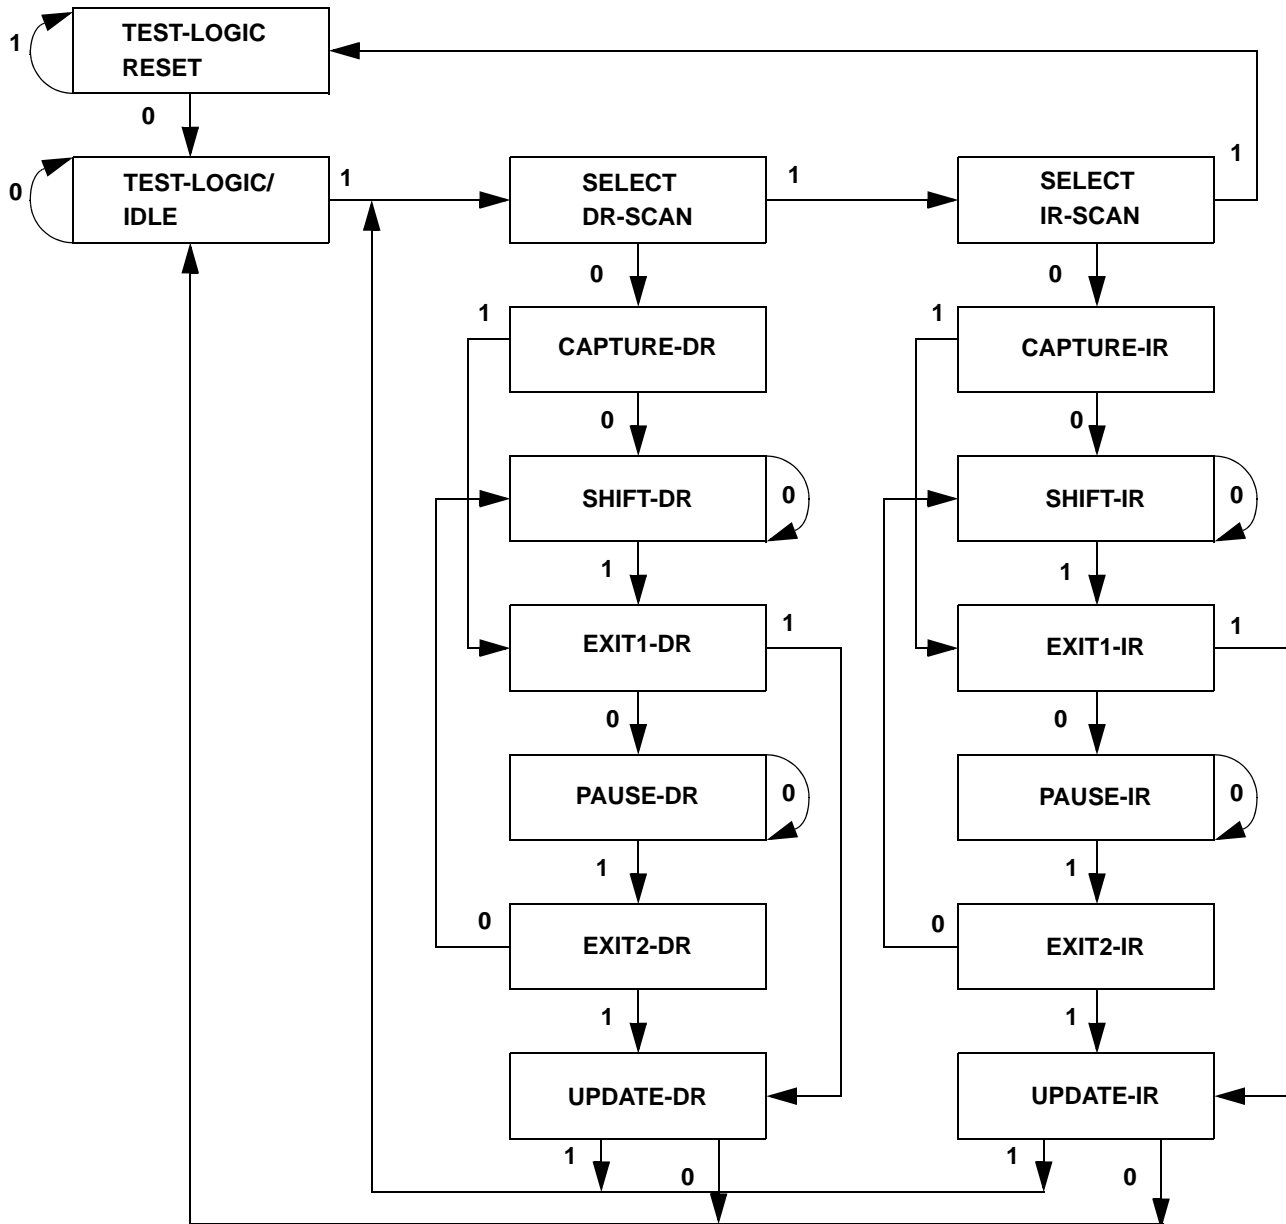 1
TEST-LOGIC
RESET
0
0
TEST-LOGIC/
IDLE
1
SELECT
DR-SCAN
1
SELECT
IR-SCAN
1
0
0
1
CAPTURE-DR
1
CAPTURE-IR
0
0
SHIFT-DR
0
SHIFT-IR
0
1
1
EXIT1-DR
1
EXIT1-IR
1
0
0
PAUSE-DR
0
PAUSE-IR
0
1
1
0
EXIT2-DR
0
EXIT2-IR
1
1
UPDATE-DR
UPDATE-IR
1
0
1
0